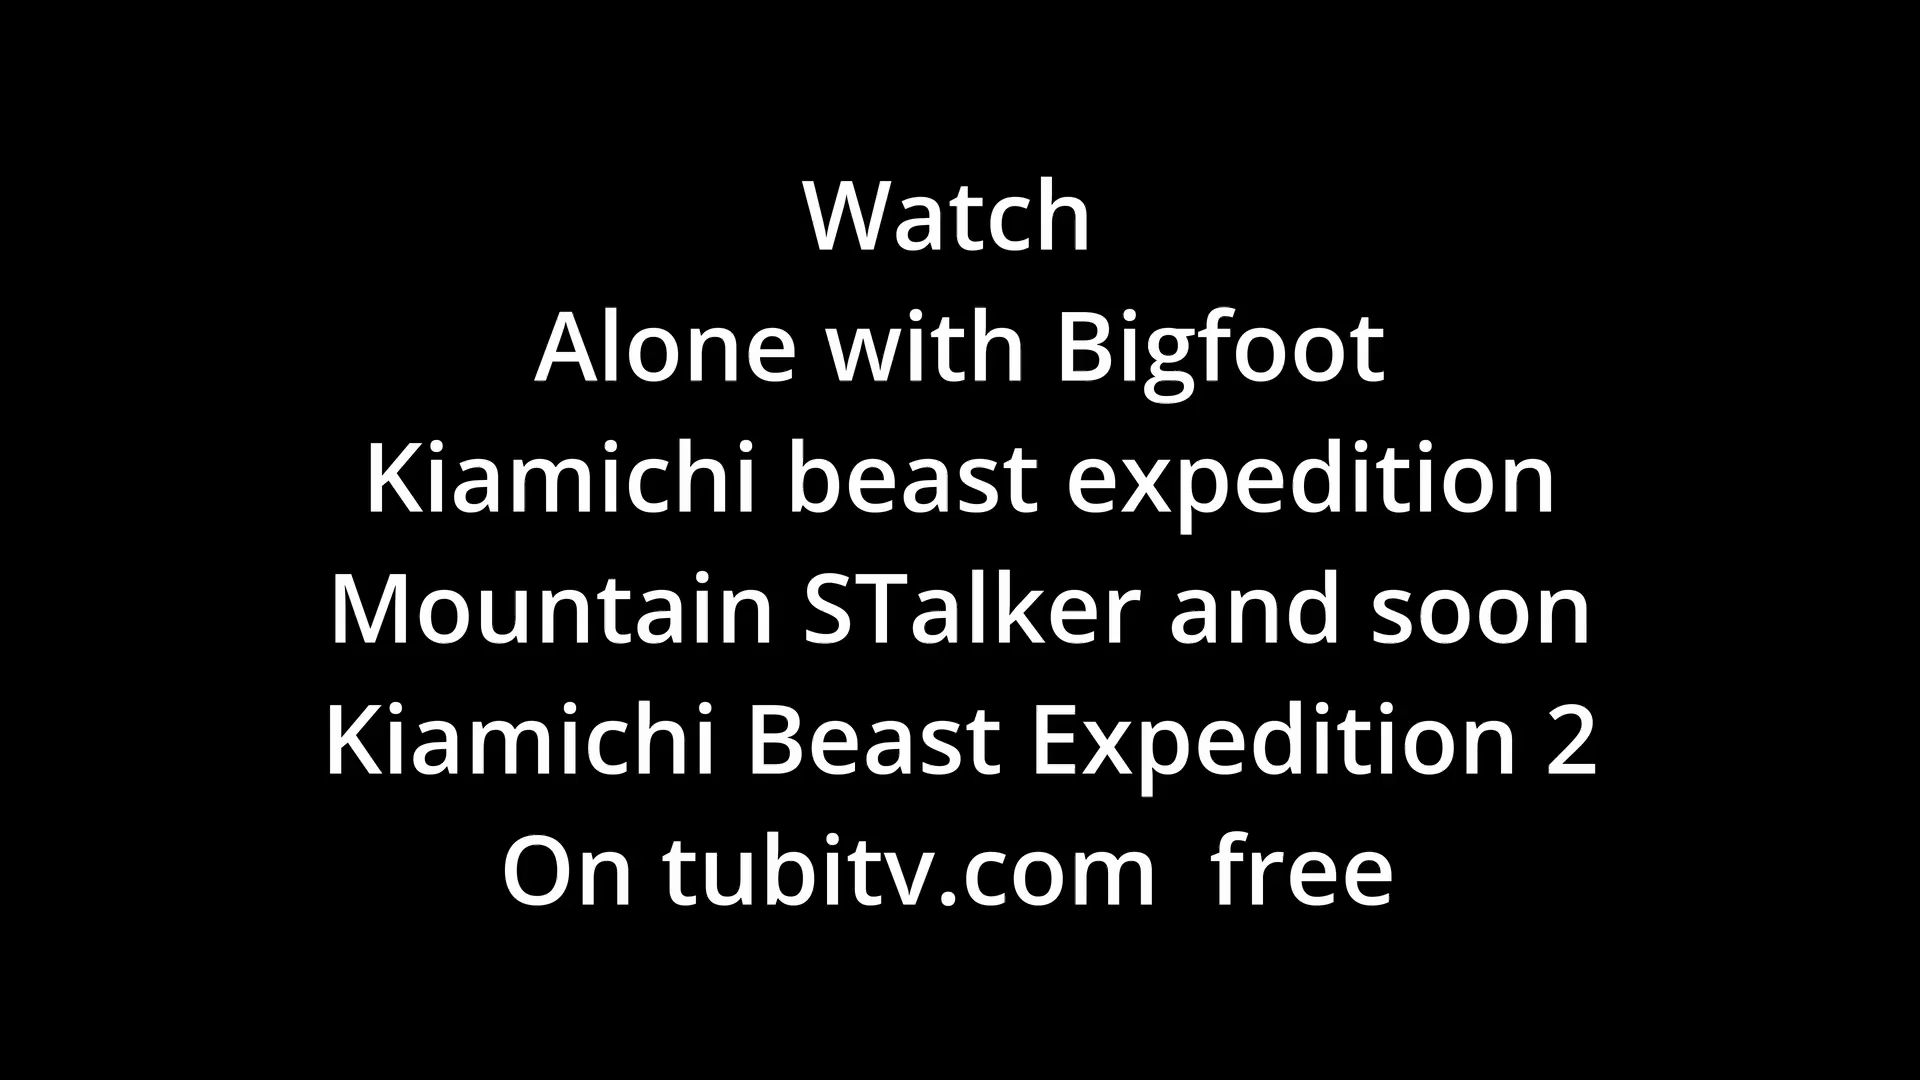 Watch
Alone with Bigfoot
Kiamichi beast expedition
Mountain STalker and soon
Kiamichi Beast Expedition 2
On tubitv.com  free